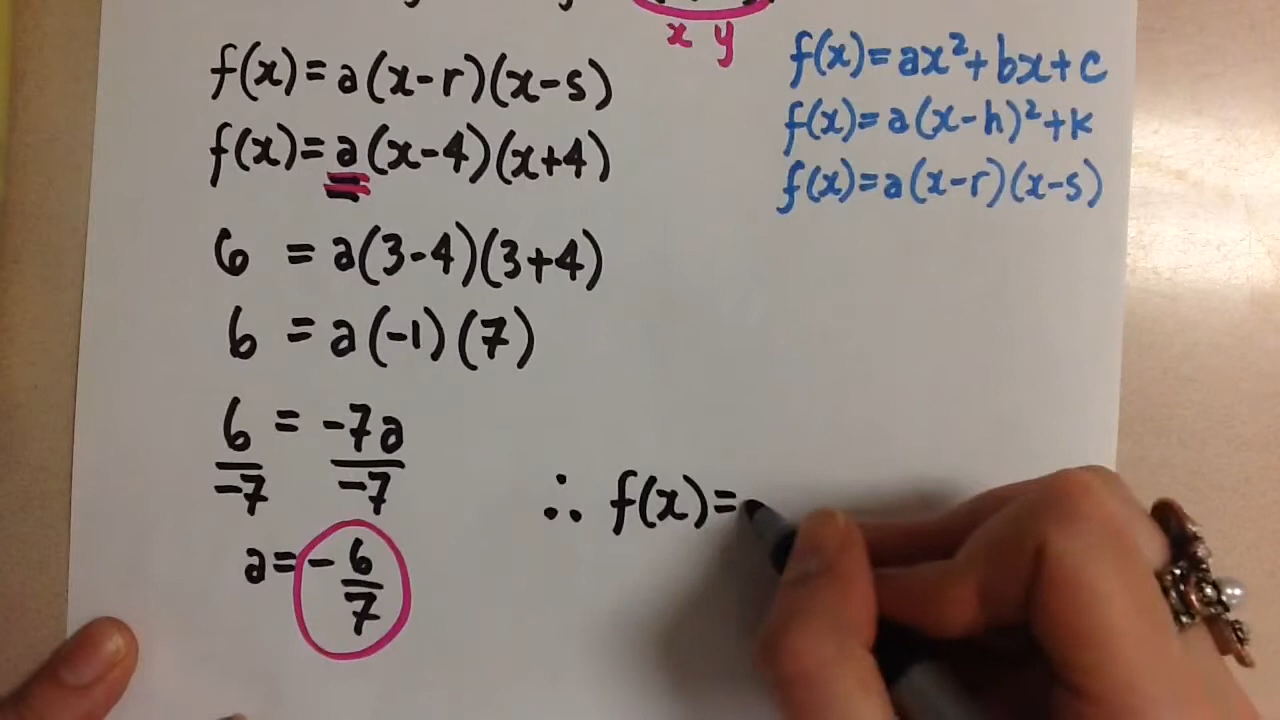 x y
f(x)=a(x-r)(x-s)
f(x)=a(x-4)(x+4)
6 = a(3-4)(3+4)
6 = a(-1)(7)
6 = -7a
-7 -7
a=-6/7
∴ f(x)=
f(x)=ax²+bx+c
f(x)=a(x-h)²+k
f(x)=a(x-r)(x-s)